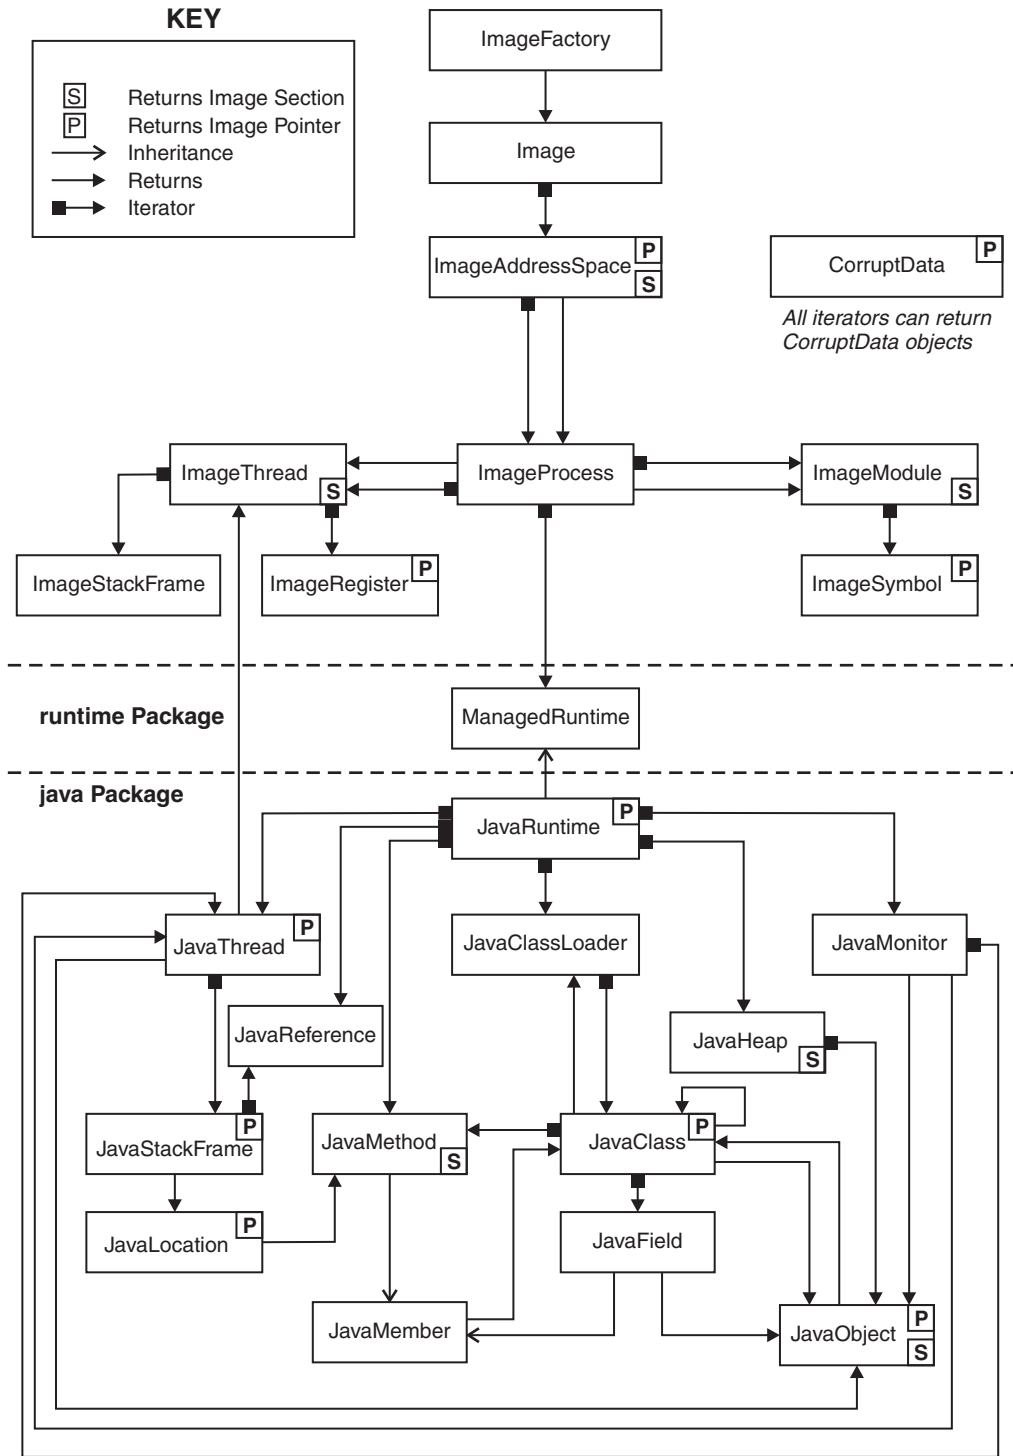 KEY
S Returns Image Section
P Returns Image Pointer
Inheritance
Returns
Iterator
ImageFactory
Image
ImageAddressSpace P
S
CorruptData P
All iterators can return
CorruptData objects
ImageThread S
ImageProcess
ImageModule S
ImageStackFrame
ImageRegister P
ImageSymbol P
runtime Package
ManagedRuntime
java Package
JavaRuntime P
JavaThread P
JavaClassLoader
JavaMonitor
JavaReference
JavaHeap S
JavaStackFrame P
JavaMethod S
JavaClass P
JavaLocation P
JavaField
JavaMember
JavaObject P
S